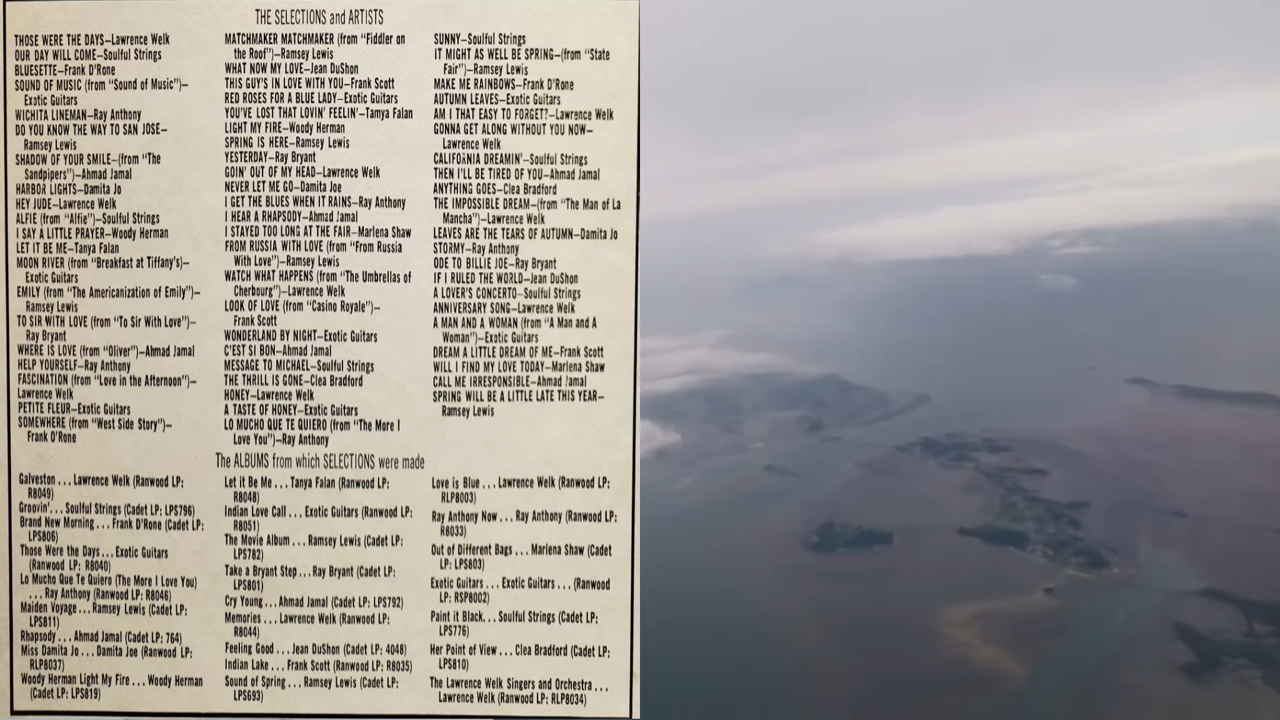 THE SELECTIONS and ARTISTS
THOSE WERE THE DAYS—Lawrence Welk
OUR DAY WILL COME—Soulful Strings
BLUESETTE—Frank D'Rone
SOUND OF MUSIC (from "Sound of Music")—
Exotic Guitars
WICHITA LINEMAN—Ray Anthony
DO YOU KNOW THE WAY TO SAN JOSE—
Ramsey Lewis
SHADOW OF YOUR SMILE—(from "The
Sandpipers")—Ahmad Jamal
HARBOR LIGHTS—Damita Jo
HEY JUDE—Lawrence Welk
ALFIE (from "Alfie")—Soulful Strings
I SAY A LITTLE PRAYER—Woody Herman
LET IT BE ME—Tanya Falan
MOON RIVER (from "Breakfast at Tiffany's)—
Exotic Guitars
EMILY (from "The Americanization of Emily")—
Ramsey Lewis
TO SIR WITH LOVE (from "To Sir With Love")—
Ray Bryant
WHERE IS LOVE (from "Oliver")—Ahmad Jamal
HELP YOURSELF—Ray Anthony
FASCINATION (from "Love in the Afternoon")—
Lawrence Welk
PETITE FLEUR—Exotic Guitars
SOMEWHERE (from "West Side Story")—
Frank O'Rone
MATCHMAKER MATCHMAKER (from "Fiddler on
the Roof")—Ramsey Lewis
WHAT NOW MY LOVE—Jean DuShon
THIS GUY'S IN LOVE WITH YOU—Frank Scott
RED ROSES FOR A BLUE LADY—Exotic Guitars
YOU'VE LOST THAT LOVIN' FEELIN'—Tamya Falan
LIGHT MY FIRE—Woody Herman
SPRING IS HERE—Ramsey Lewis
YESTERDAY—Ray Bryant
GOIN' OUT OF MY HEAD—Lawrence Welk
NEVER LET ME GO—Damita Joe
I GET THE BLUES WHEN IT RAINS—Ray Anthony
I HEAR A RHAPSODY—Ahmad Jamal
I STAYED TOO LONG AT THE FAIR—Marlena Shaw
FROM RUSSIA WITH LOVE (from "From Russia
With Love")—Ramsey Lewis
WATCH WHAT HAPPENS (from "The Umbrellas of
Cherbourg")—Lawrence Welk
LOOK OF LOVE (from "Casino Royale")—
Frank Scott
WONDERLAND BY NIGHT—Exotic Guitars
C'EST SI BON—Ahmad Jamal
MESSAGE TO MICHAEL—Soulful Strings
THE THRILL IS GONE—Clea Bradford
HONEY—Lawrence Welk
A TASTE OF HONEY—Exotic Guitars
LO MUCHO QUE TE QUIERO (from "The More I
Love You")—Ray Anthony
SUNNY—Soulful Strings
IT MIGHT AS WELL BE SPRING—(from "State
Fair")—Ramsey Lewis
MAKE ME RAINBOWS—Frank D'Rone
AUTUMN LEAVES—Exotic Guitars
AM I THAT EASY TO FORGET?—Lawrence Welk
GONNA GET ALONG WITHOUT YOU NOW—
Lawrence Welk
CALIFORNIA DREAMIN'—Soulful Strings
THEN I'LL BE TIRED OF YOU—Ahmad Jamal
ANYTHING GOES—Clea Bradford
THE IMPOSSIBLE DREAM—(from "The Man of La
Mancha")—Lawrence Welk
LEAVES ARE THE TEARS OF AUTUMN—Damita Jo
STORMY—Ray Anthony
ODE TO BILLIE JOE—Ray Bryant
IF I RULED THE WORLD—Jean DuShon
A LOVER'S CONCERTO—Soulful Strings
ANNIVERSARY SONG—Lawrence Welk
A MAN AND A WOMAN (from "A Man and A
Woman")—Exotic Guitars
DREAM A LITTLE DREAM OF ME—Frank Scott
WILL I FIND MY LOVE TODAY—Marlena Shaw
CALL ME IRRESPONSIBLE—Ahmad Jamal
SPRING WILL BE A LITTLE LATE THIS YEAR—
Ramsey Lewis
The ALBUMS from which SELECTIONS were made
Galveston . . . Lawrence Welk (Ranwood LP:
R8049)
Groovin'. . . Soulful Strings (Cadet LP: LPS796)
Brand New Morning . . . Frank D'Rone (Cadet LP:
LPS806)
Those Were the Days. . . Exotic Guitars
(Ranwood LP: R8040)
Lo Mucho Que Te Quiero (The More I Love You)
. . . Ray Anthony (Ranwood LP: R8046)
Maiden Voyage. . . Ramsey Lewis (Cadet LP:
LPS811)
Rhapsody . . . Ahmad Jamal (Cadet LP: 764)
Miss Damita Jo . . . Damita Joe (Ranwood LP:
RLP8037)
Woody Herman Light My Fire . . . Woody Herman
(Cadet LP: LPS819)
Let it Be Me . . . Tanya Falan (Ranwood LP:
R8048)
Indian Love Call . . . Exotic Guitars (Ranwood LP:
R8051)
The Movie Album . . . Ramsey Lewis (Cadet LP:
LPS782)
Take a Bryant Step . . . Ray Bryant (Cadet LP:
LPS801)
Cry Young . . . Ahmad Jamal (Cadet LP: LPS792)
Memories . . . Lawrence Welk (Ranwood LP:
R8044)
Feeling Good . . . Jean DuShon (Cadet LP: 4048)
Indian Lake . . . Frank Scott (Ranwood LP: R8035)
Sound of Spring . . . Ramsey Lewis (Cadet LP:
LPS693)
Love is Blue . . . Lawrence Welk (Ranwood LP:
RLP8003)
Ray Anthony Now . . . Ray Anthony (Ranwood LP:
R8033)
Out of Different Bags . . . Marlena Shaw (Cadet
LP: LPS803)
Exotic Guitars . . . Exotic Guitars . . . (Ranwood
LP: RSP8002)
Paint it Black. . . Soulful Strings (Cadet LP:
LPS776)
Her Point of View . . . Clea Bradford (Cadet LP:
LPS810)
The Lawrence Welk Singers and Orchestra . . .
Lawrence Welk (Ranwood LP: RLP8034)